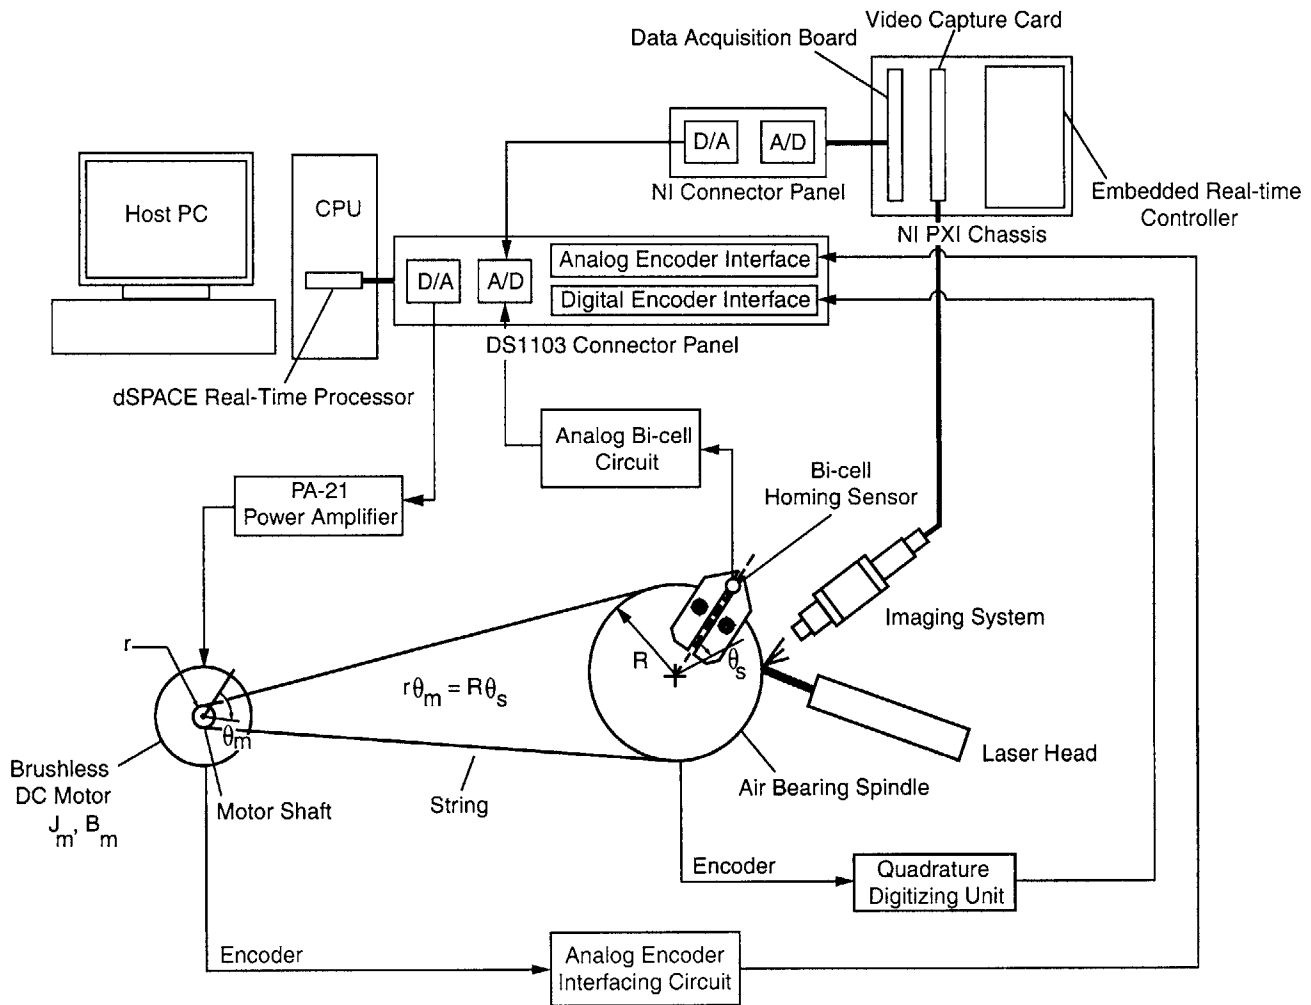 Video Capture Card
Data Acquisition Board
D/A
A/D
NI Connector Panel
Embedded Real-time
Controller
NI PXI Chassis
Host PC
CPU
D/A
A/D
Analog Encoder Interface
Digital Encoder Interface
DS1103 Connector Panel
dSPACE Real-Time Processor
Analog Bi-cell
Circuit
Bi-cell
Homing Sensor
PA-21
Power Amplifier
Imaging System
r
R
θs
rθm = Rθs
θm
Laser Head
Brushless
DC Motor
Jm, Bm
Motor Shaft
String
Air Bearing Spindle
Encoder
Quadrature
Digitizing Unit
Encoder
Analog Encoder
Interfacing Circuit